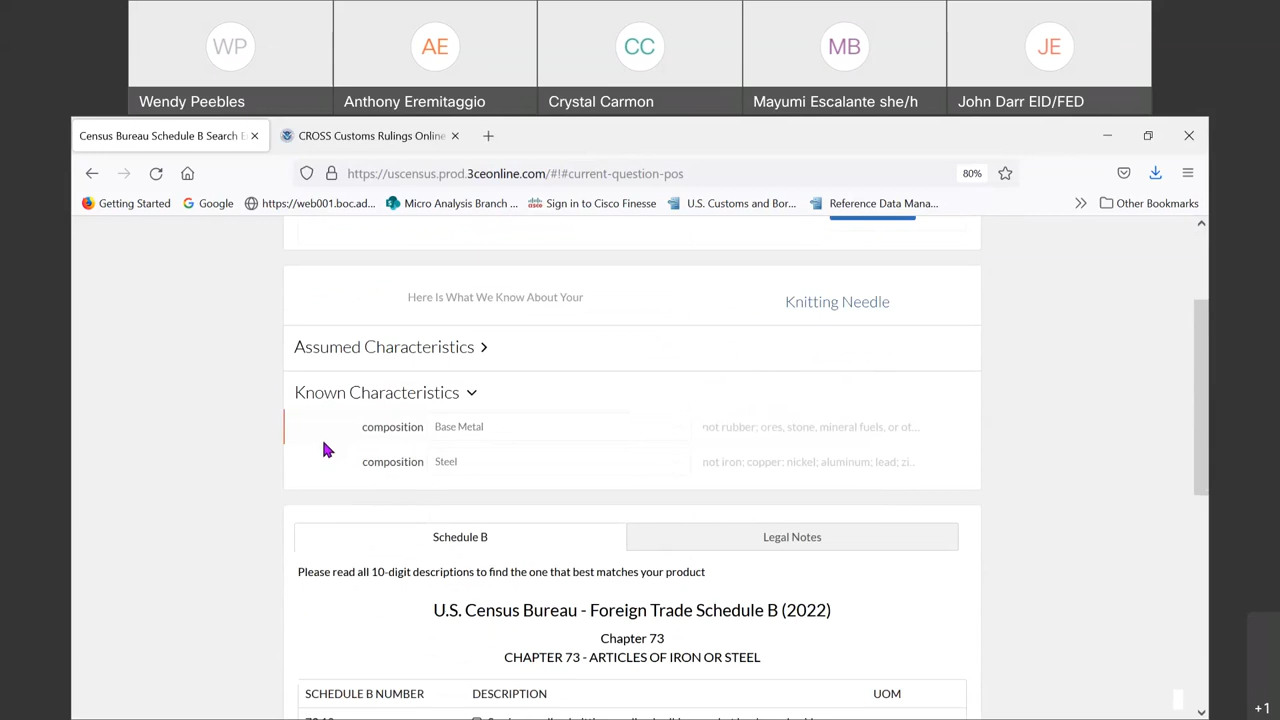 WP AE CC MB JE
Wendy Peebles Anthony Eremitaggio Crystal Carmon Mayumi Escalante she/h John Darr EID/FED
Census Bureau Schedule B Search E CROSS Customs Rulings Online
https://uscensus.prod.3ceonline.com/#!#current-question-pos 80%
Getting Started Google https://web001.boc.ad... Micro Analysis Branch ... Sign in to Cisco Finesse U.S. Customs and Bor... Reference Data Mana... Other Bookmarks
Here Is What We Know About Your Knitting Needle
Assumed Characteristics
Known Characteristics
composition Base Metal not rubber; ores, stone, mineral fuels, or ot...
composition Steel not iron; copper; nickel; aluminum; lead; zi...
Schedule B Legal Notes
Please read all 10-digit descriptions to find the one that best matches your product
U.S. Census Bureau - Foreign Trade Schedule B (2022)
Chapter 73
CHAPTER 73 - ARTICLES OF IRON OR STEEL
SCHEDULE B NUMBER DESCRIPTION UOM
+1